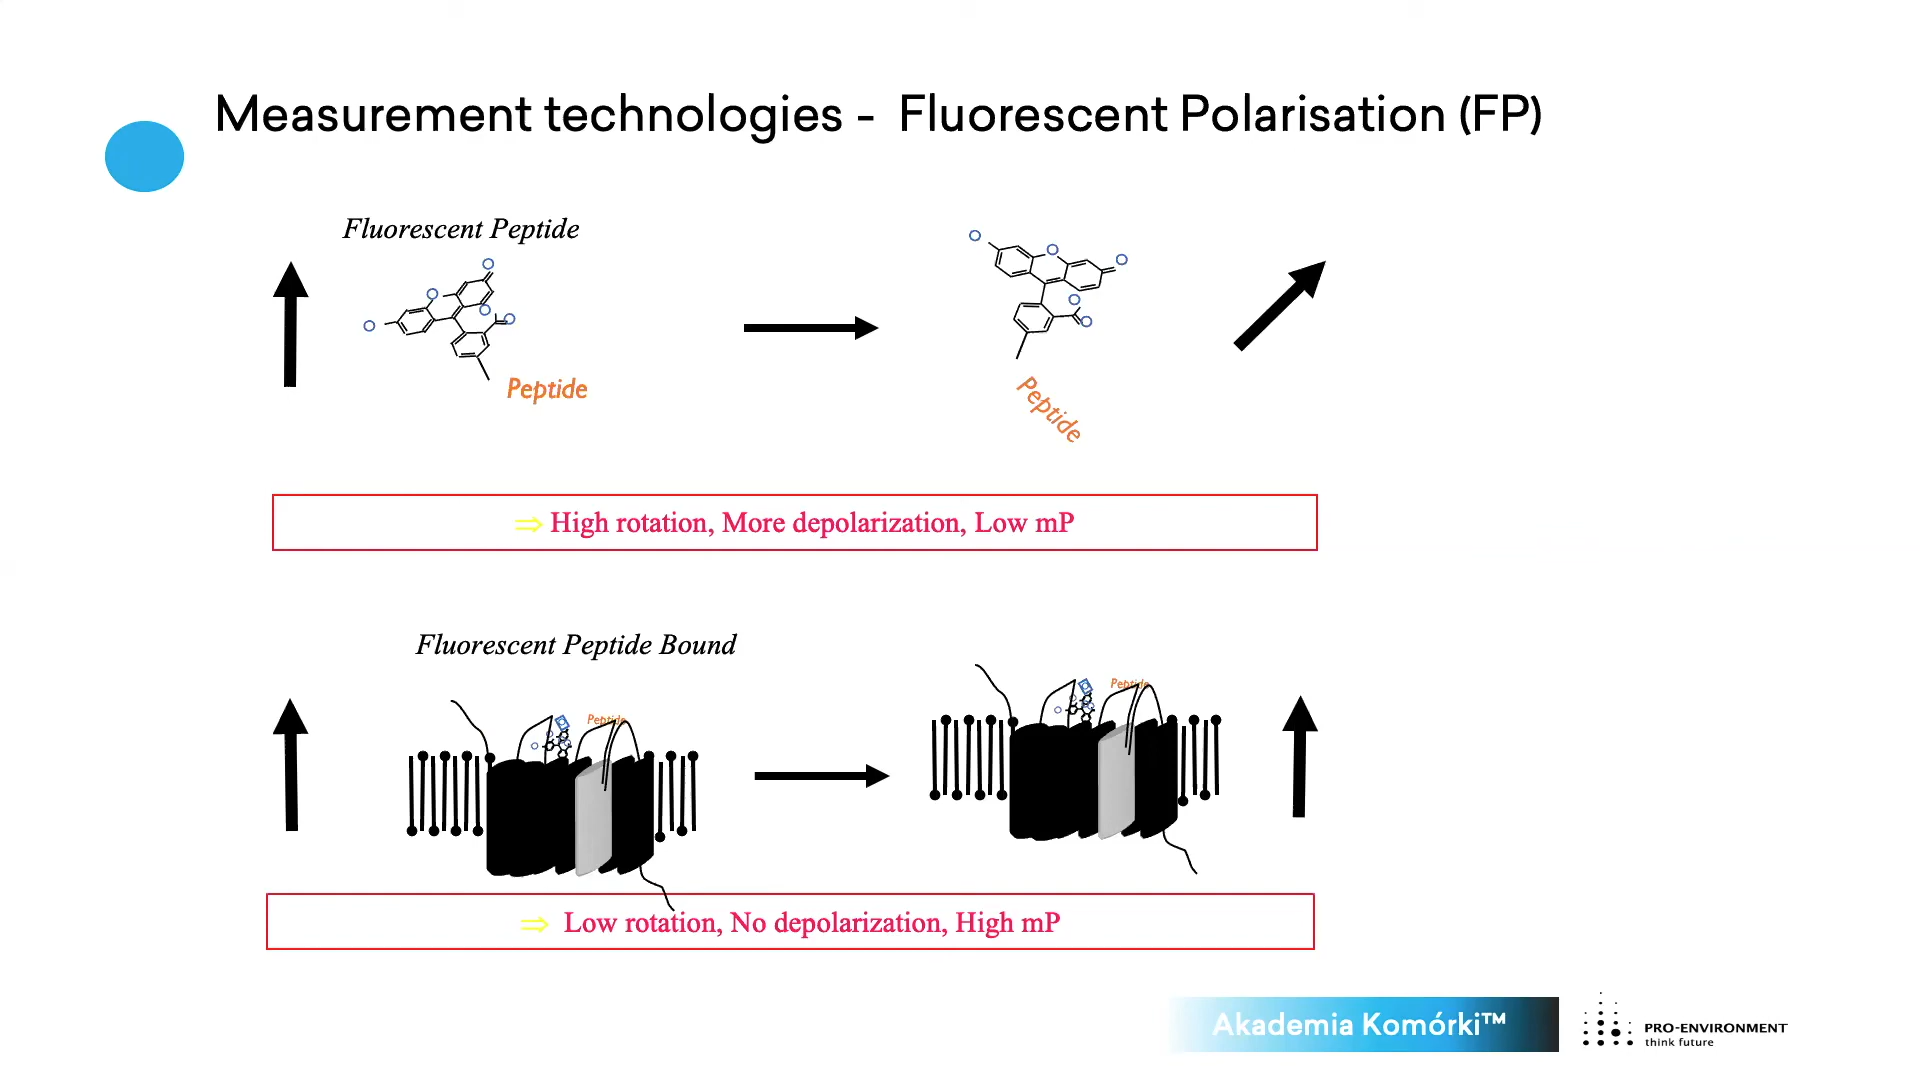 Measurement technologies - Fluorescent Polarisation (FP)
Fluorescent Peptide
O
O
O
O
O
Peptide
O
O
O
O
O
Peptide
⇒ High rotation, More depolarization, Low mP
Fluorescent Peptide Bound
Peptide
Peptide
⇒ Low rotation, No depolarization, High mP
Akademia Komórki™
PRO-ENVIRONMENT
think future